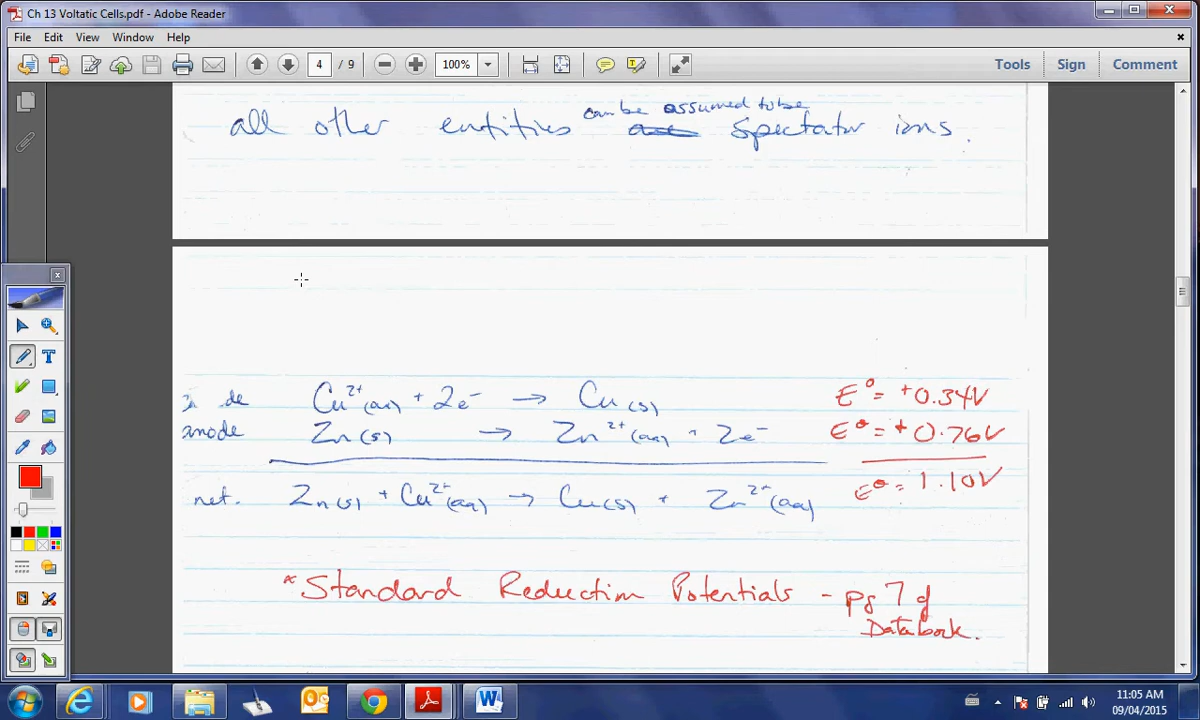 Ch 13 Voltatic Cells.pdf - Adobe Reader
File Edit View Window Help
4 / 9 100% Tools Sign Comment
can be assumed to be
all other entities spectator ions.
de Cu²⁺(aq) + 2e⁻ → Cu(s) E° = +0.34V
anode Zn(s) → Zn²⁺(aq) + 2e⁻ E° = +0.76V
net. Zn(s) + Cu²⁺(aq) → Cu(s) + Zn²⁺(aq) E° = 1.10V
*Standard Reduction Potentials - pg 7 of
Databook.
11:05 AM
09/04/2015